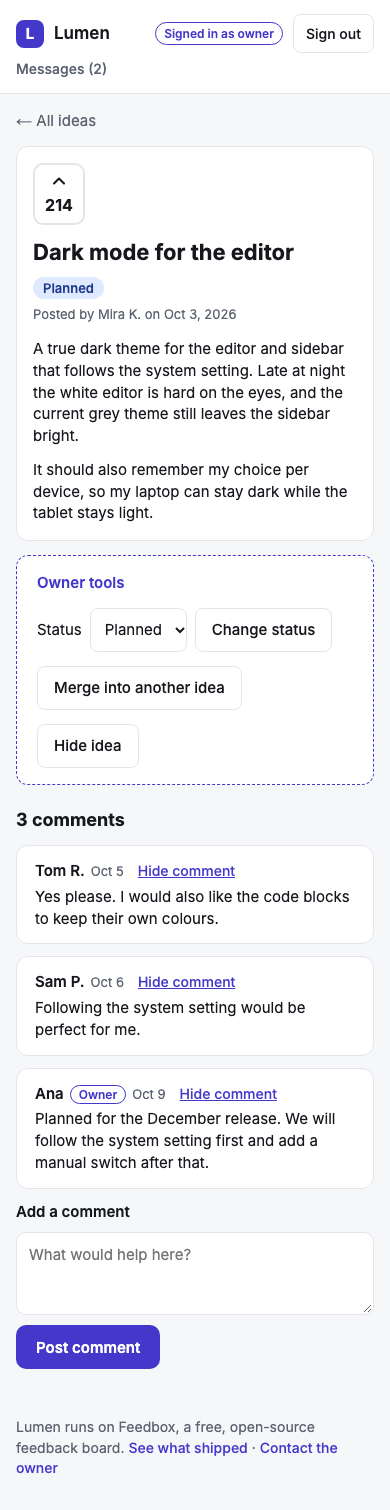 L Lumen Signed in as owner Sign out
Messages (2)
← All ideas
214
Dark mode for the editor
Planned
Posted by Mira K. on Oct 3, 2026
A true dark theme for the editor and sidebar
that follows the system setting. Late at night
the white editor is hard on the eyes, and the
current grey theme still leaves the sidebar
bright.
It should also remember my choice per
device, so my laptop can stay dark while the
tablet stays light.
Owner tools
Status Planned Change status
Merge into another idea
Hide idea
3 comments
Tom R. Oct 5 Hide comment
Yes please. I would also like the code blocks
to keep their own colours.
Sam P. Oct 6 Hide comment
Following the system setting would be
perfect for me.
Ana Owner Oct 9 Hide comment
Planned for the December release. We will
follow the system setting first and add a
manual switch after that.
Add a comment
What would help here?
Post comment
Lumen runs on Feedbox, a free, open-source
feedback board. See what shipped · Contact the
owner